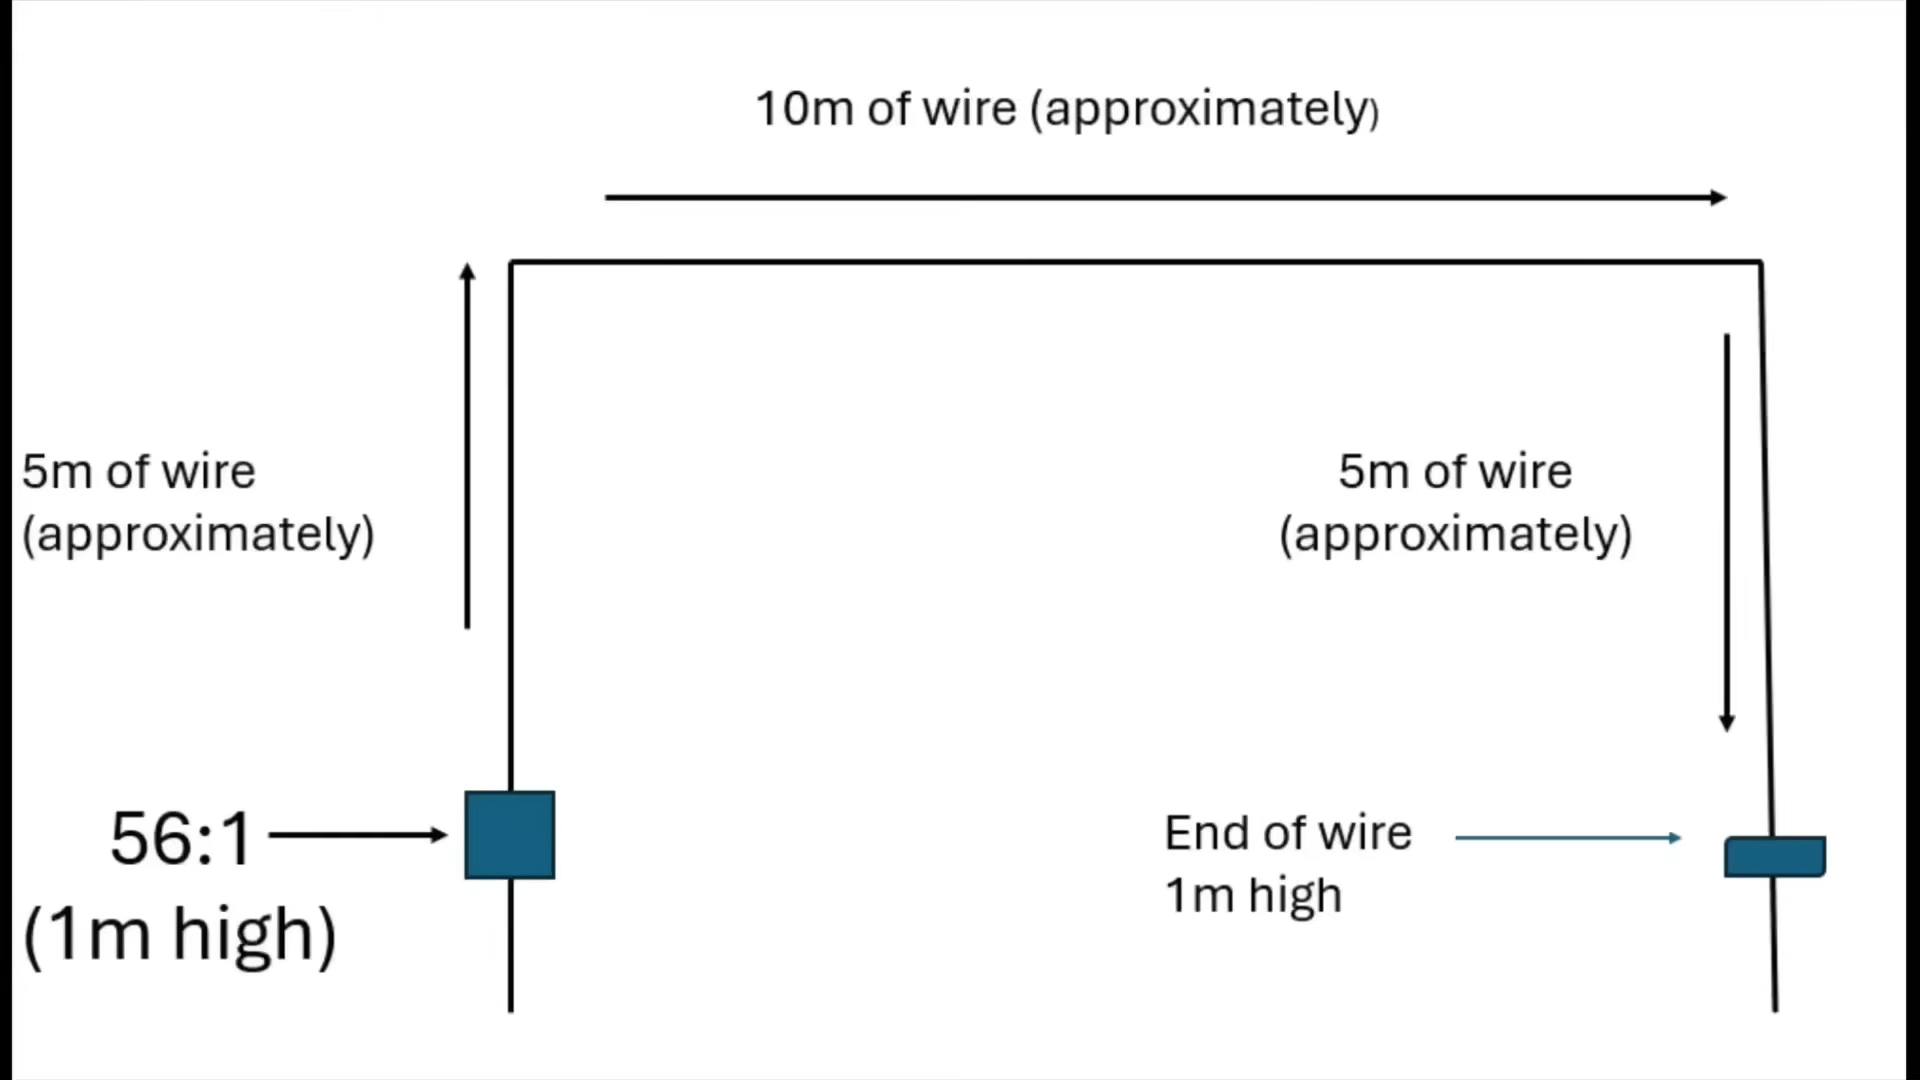 10m of wire (approximately)
5m of wire
(approximately)
5m of wire
(approximately)
56:1
(1m high)
End of wire
1m high